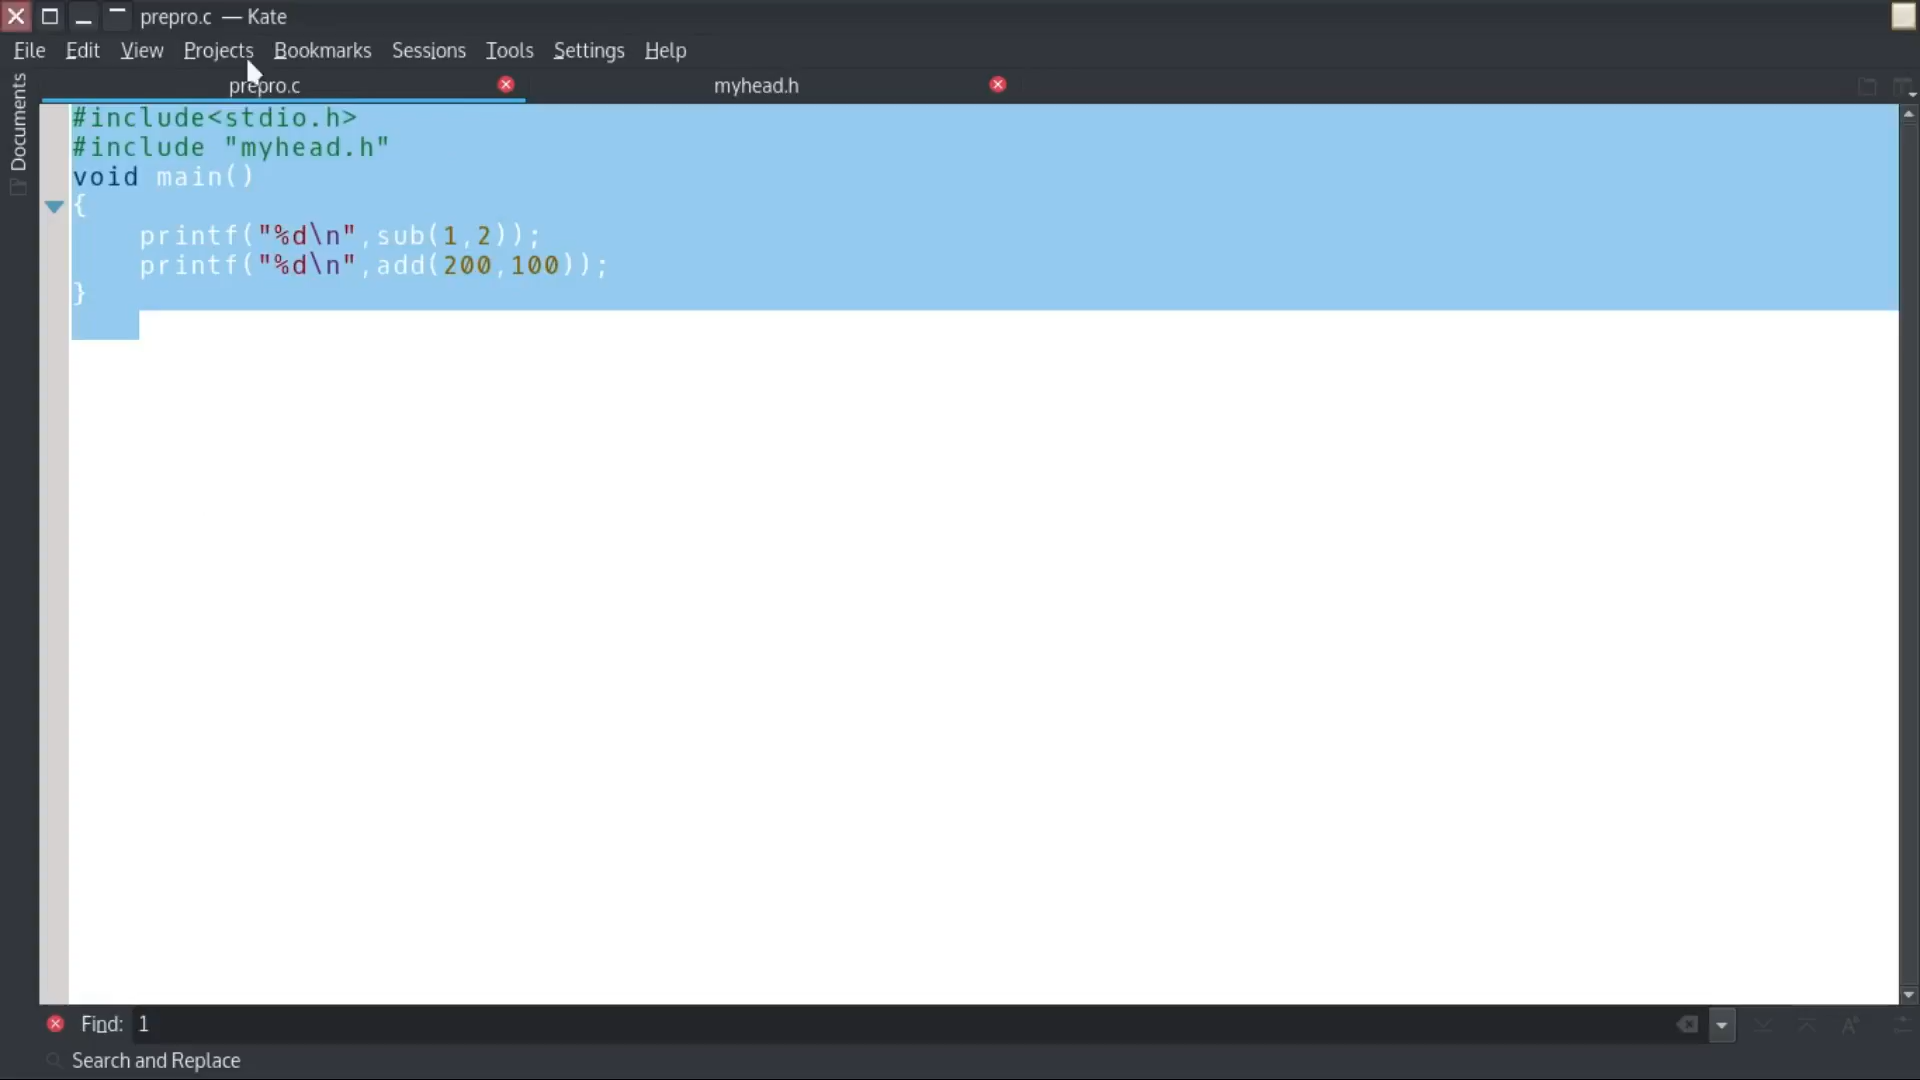 prepro.c — Kate
File Edit View Projects Bookmarks Sessions Tools Settings Help
prepro.c myhead.h
Documents
#include<stdio.h>
#include "myhead.h"
void main()
{
    printf("%d\n",sub(1,2));
    printf("%d\n",add(200,100));
}
Find: 1
Search and Replace